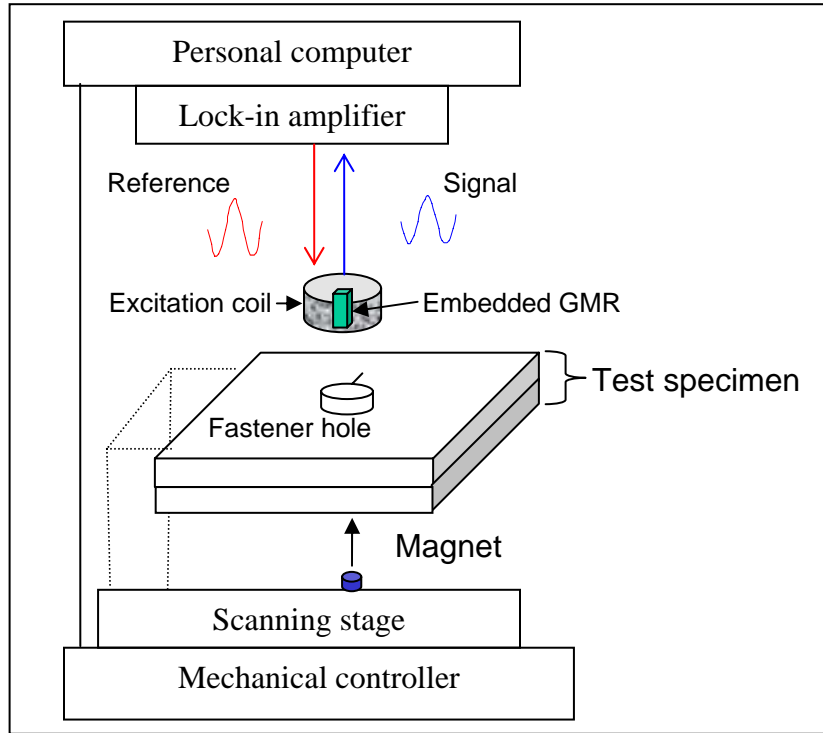 Personal computer
Lock-in amplifier
Reference
Signal
Excitation coil
Embedded GMR
Test specimen
Fastener hole
Magnet
Scanning stage
Mechanical controller